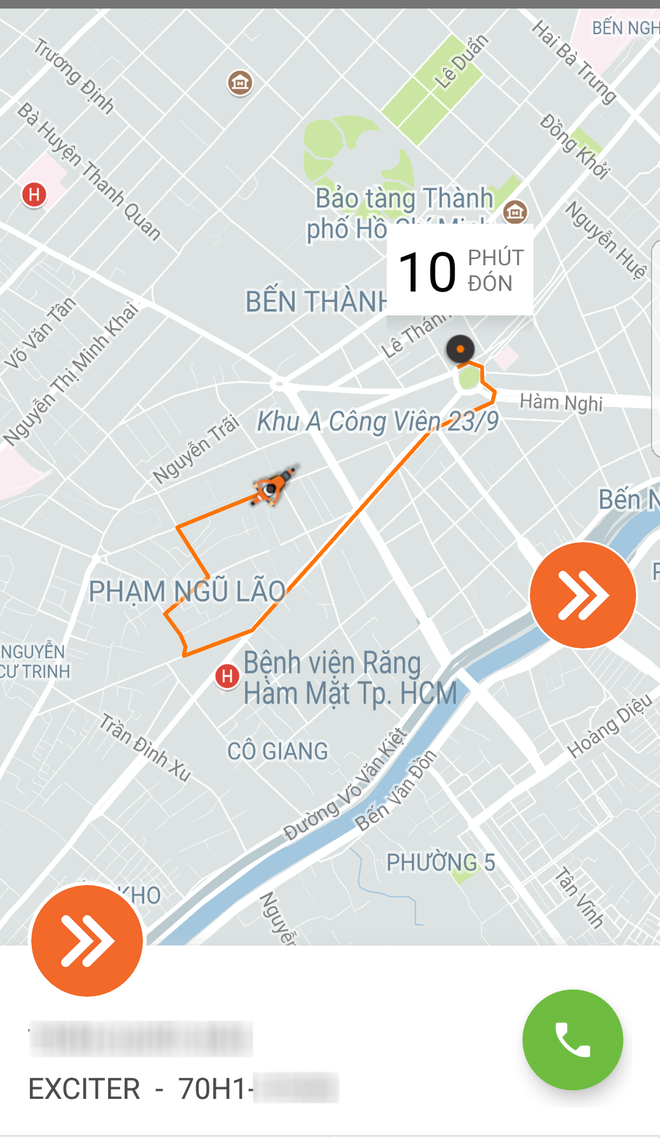 BẾN NGH
Lê Duẩn
Hai Bà Trưng
Trương Định
Bà Huyện Thanh Quan
Đồng Khởi
H
Bảo tàng Thành
phố Hồ Chí Minh
Nguyễn Huệ
10 PHÚT
ĐÓN
BẾN THÀNH
Võ Văn Tần
Nguyễn Thị Minh Khai
Lê Thánh
Hàm Nghi
Khu A Công Viên 23/9
Nguyễn Trãi
Bến N
PHẠM NGŨ LÃO
NGUYỄN
CƯ TRINH
H
Bệnh viện Răng
Hàm Mặt Tp. HCM
Hoàng Diệu
Trần Đình Xu
CÔ GIANG
Đường Võ Văn Kiệt
Bến Vân Đồn
PHƯỜNG 5
KHO
Tân Vĩnh
Nguyễ
EXCITER - 70H1-